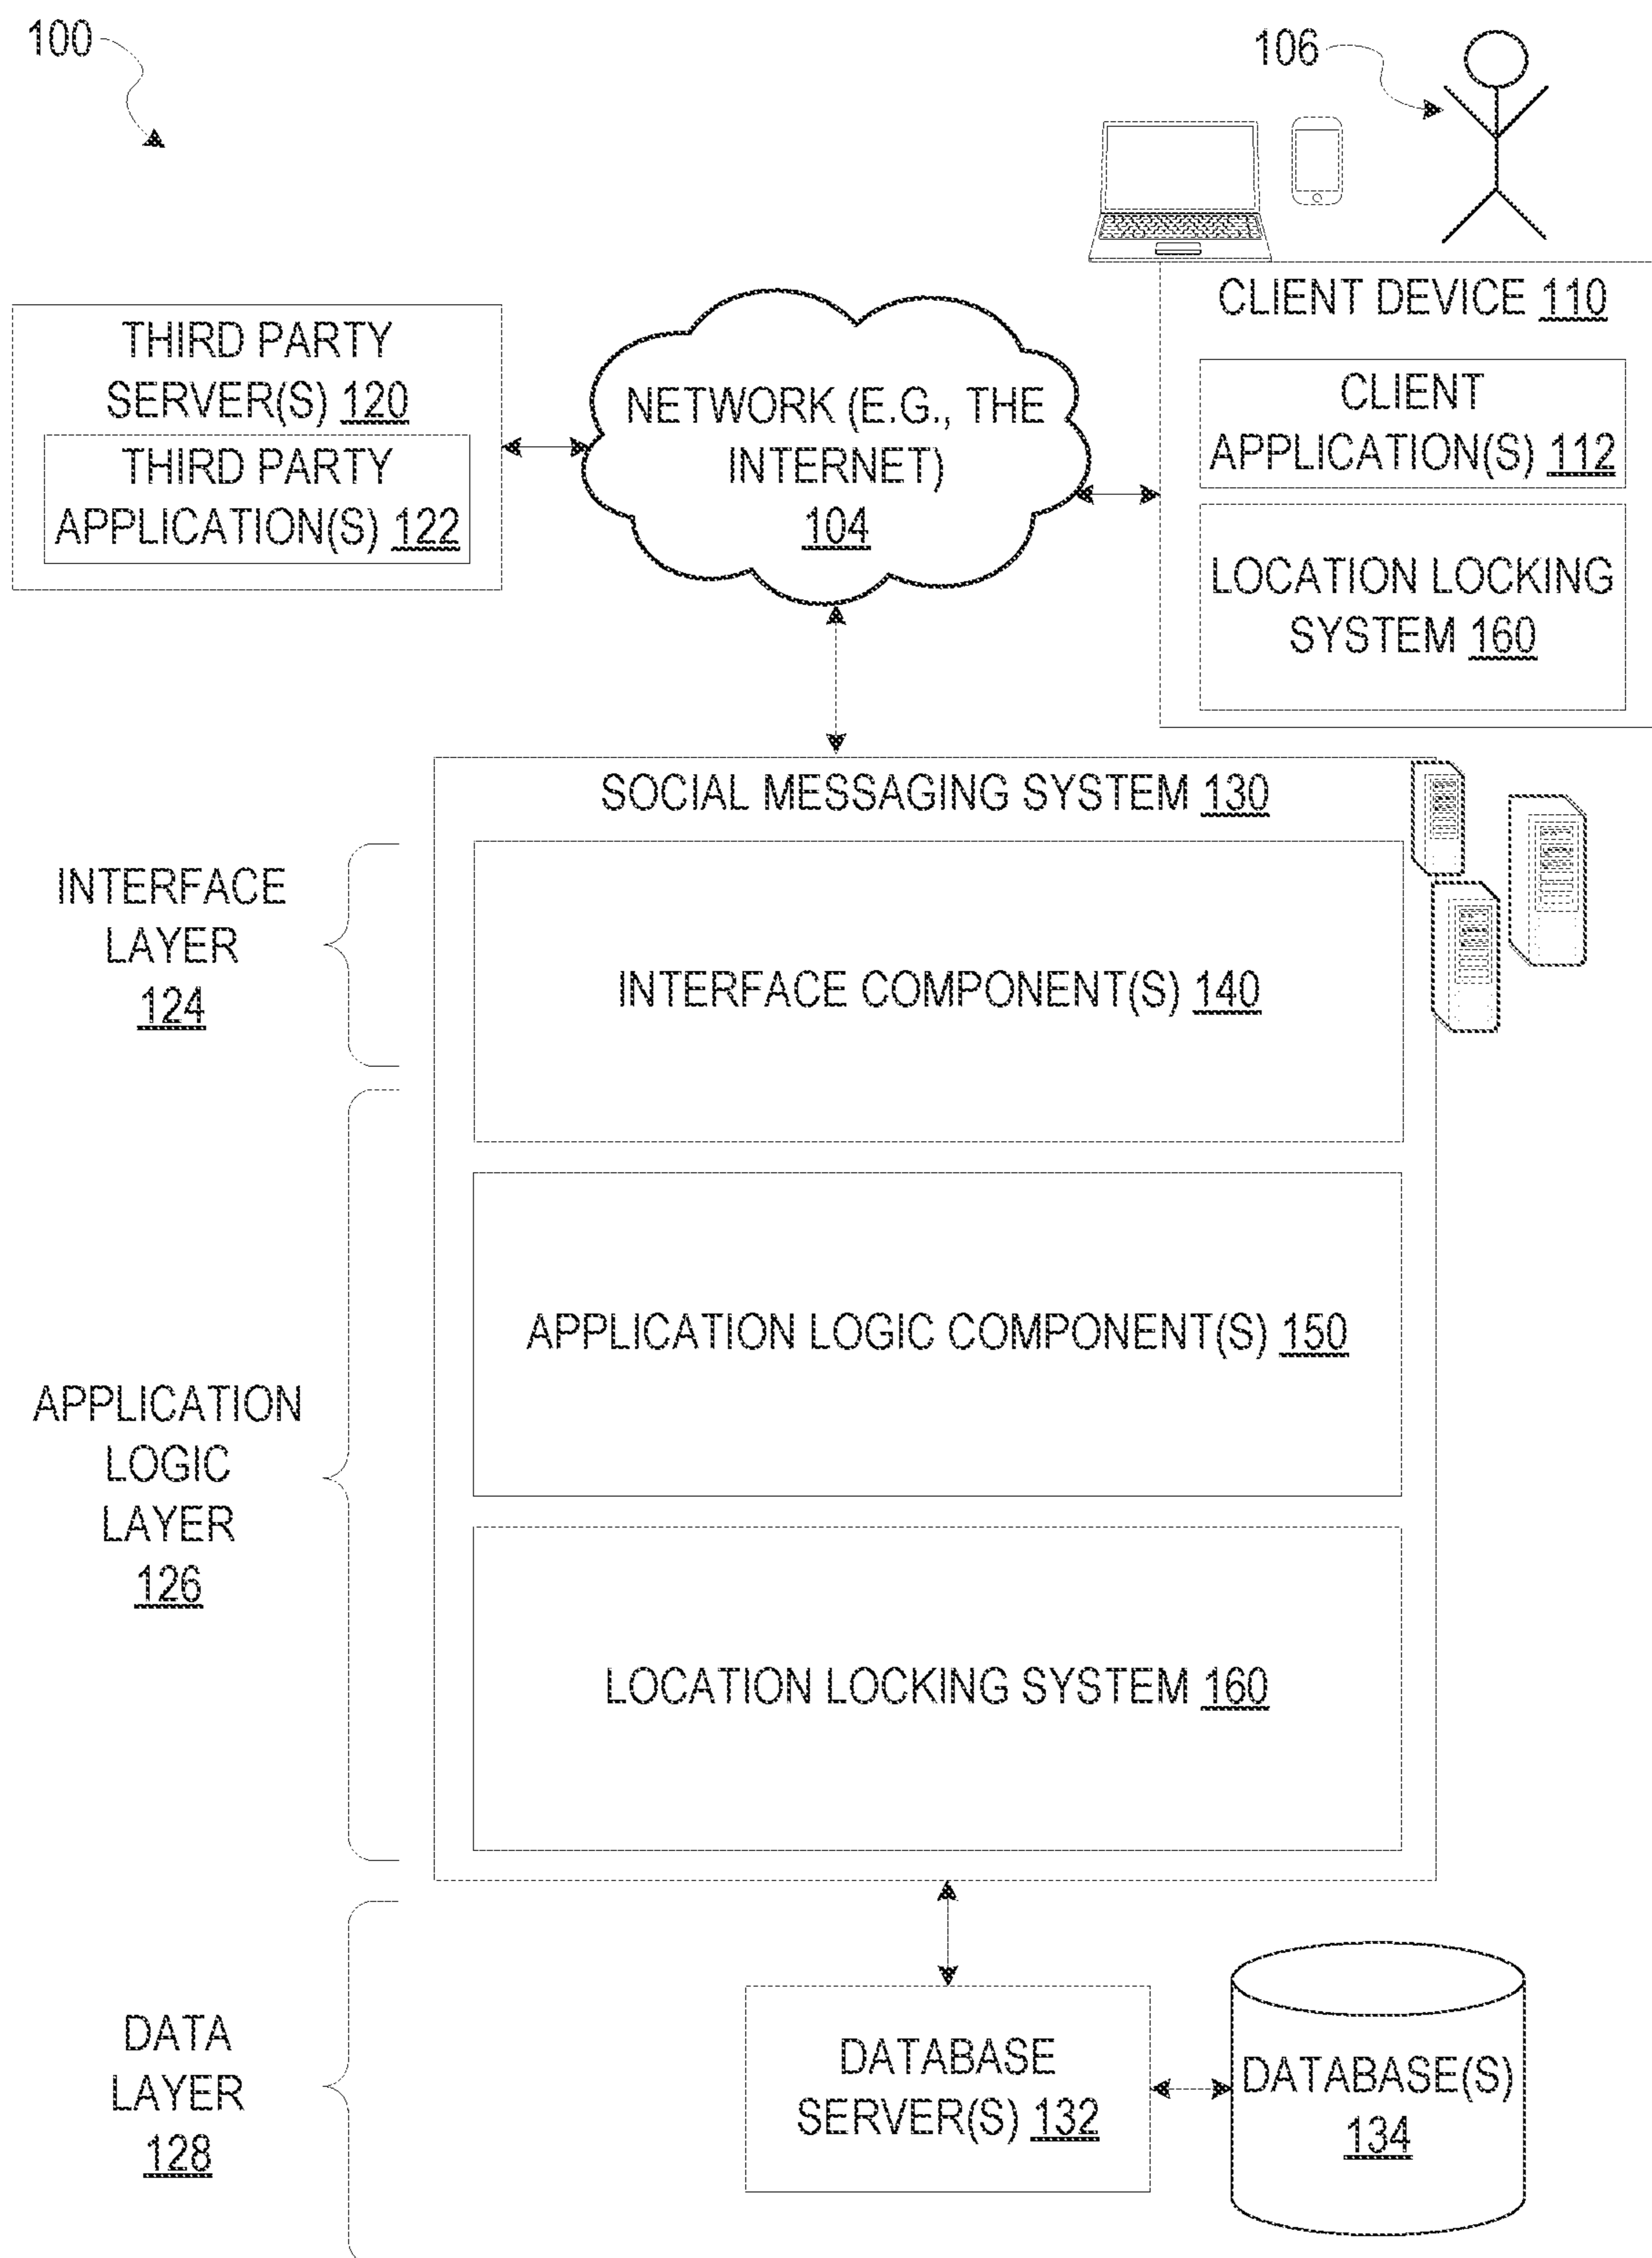 100
106
CLIENT DEVICE 110
CLIENT
APPLICATION(S) 112
LOCATION LOCKING
SYSTEM 160
THIRD PARTY
SERVER(S) 120
THIRD PARTY
APPLICATION(S) 122
NETWORK (E.G., THE
INTERNET)
104
SOCIAL MESSAGING SYSTEM 130
INTERFACE
LAYER
124
INTERFACE COMPONENT(S) 140
APPLICATION LOGIC COMPONENT(S) 150
APPLICATION
LOGIC
LAYER
126
LOCATION LOCKING SYSTEM 160
DATA
LAYER
128
DATABASE
SERVER(S) 132
DATABASE(S)
134